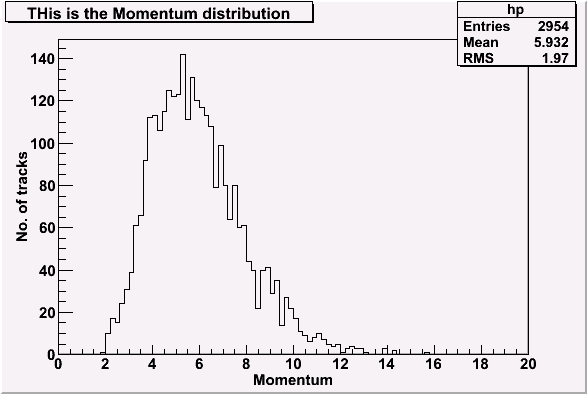 THis is the Momentum distribution
hp
Entries 2954
Mean 5.932
RMS 1.97
No. of tracks
140
120
100
80
60
40
20
0
0 2 4 6 8 10 12 14 16 18 20
Momentum